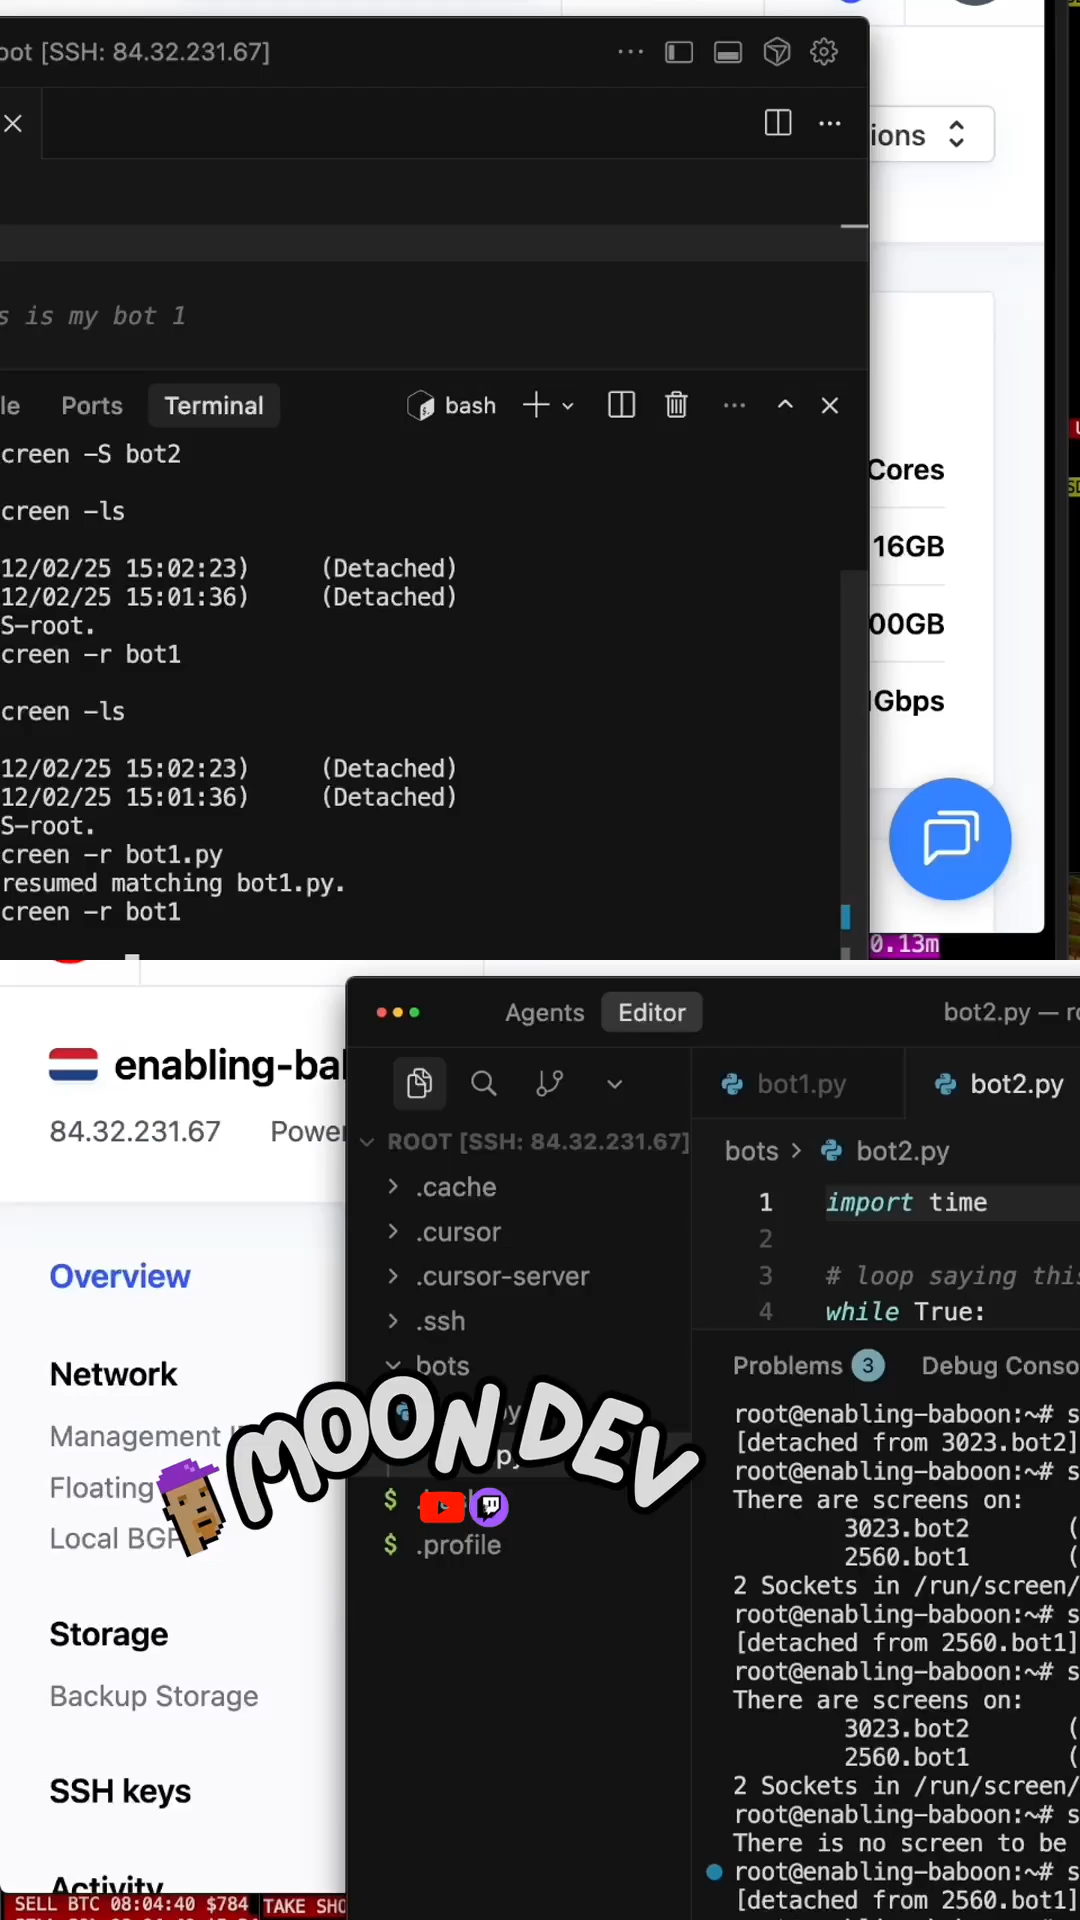 oot [SSH: 84.32.231.67]
ions
s is my bot 1
le Ports Terminal bash
creen -S bot2
creen -ls
12/02/25 15:02:23) (Detached)
12/02/25 15:01:36) (Detached)
S-root.
creen -r bot1
creen -ls
12/02/25 15:02:23) (Detached)
12/02/25 15:01:36) (Detached)
S-root.
creen -r bot1.py
resumed matching bot1.py.
creen -r bot1
Cores
16GB
00GB
Gbps
0.13m
enabling-ba
84.32.231.67 Power
Overview
Network
Management
Floating
Local BGP
Storage
Backup Storage
SSH keys
Activity
Agents Editor bot2.py — ro
ROOT [SSH: 84.32.231.67]
.cache
.cursor
.cursor-server
.ssh
bots
.profile
bot1.py bot2.py
bots > bot2.py
1 import time
2
3 # loop saying this
4 while True:
Problems 3 Debug Conso
root@enabling-baboon:~# s
[detached from 3023.bot2]
root@enabling-baboon:~# s
There are screens on:
3023.bot2 (
2560.bot1 (
2 Sockets in /run/screen/
root@enabling-baboon:~# s
[detached from 2560.bot1]
root@enabling-baboon:~# s
There are screens on:
3023.bot2 (
2560.bot1 (
2 Sockets in /run/screen/
root@enabling-baboon:~# s
There is no screen to be
root@enabling-baboon:~# s
[detached from 2560.bot1]
MOON DEV
SELL BTC 08:04:40 $784 TAKE SHO